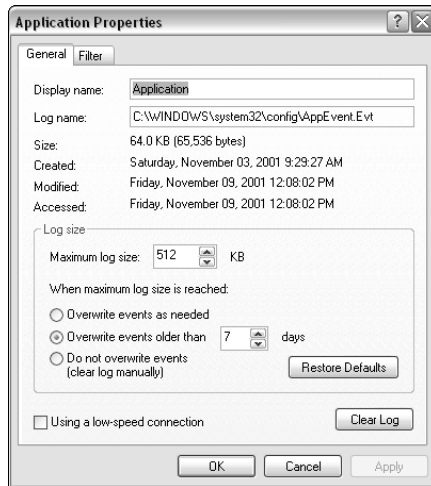 Application Properties
General Filter
Display name: Application
Log name: C:\WINDOWS\system32\config\AppEvent.Evt
Size: 64.0 KB (65,536 bytes)
Created: Saturday, November 03, 2001 9:29:27 AM
Modified: Friday, November 09, 2001 12:08:02 PM
Accessed: Friday, November 09, 2001 12:08:02 PM
Log size
Maximum log size: 512 KB
When maximum log size is reached:
Overwrite events as needed
Overwrite events older than 7 days
Do not overwrite events
(clear log manually)
Restore Defaults
Using a low-speed connection
Clear Log
OK Cancel Apply